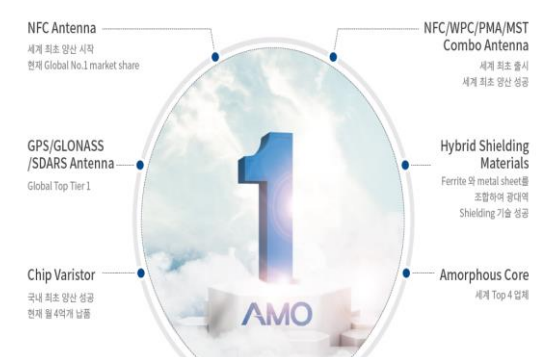 NFC Antenna
세계 최초 양산 시작
현재 Global No.1 market share
GPS/GLONASS
/SDARS Antenna
Global Top Tier 1
Chip Varistor
국내 최초 양산 성공
현재 월 4억개 납품
NFC/WPC/PMA/MST
Combo Antenna
세계 최초 출시
세계 최초 양산 성공
Hybrid Shielding
Materials
Ferrite 와 metal sheet를
조합하여 광대역
Shielding 기술 성공
Amorphous Core
세계 Top 4 업체
1
AMO